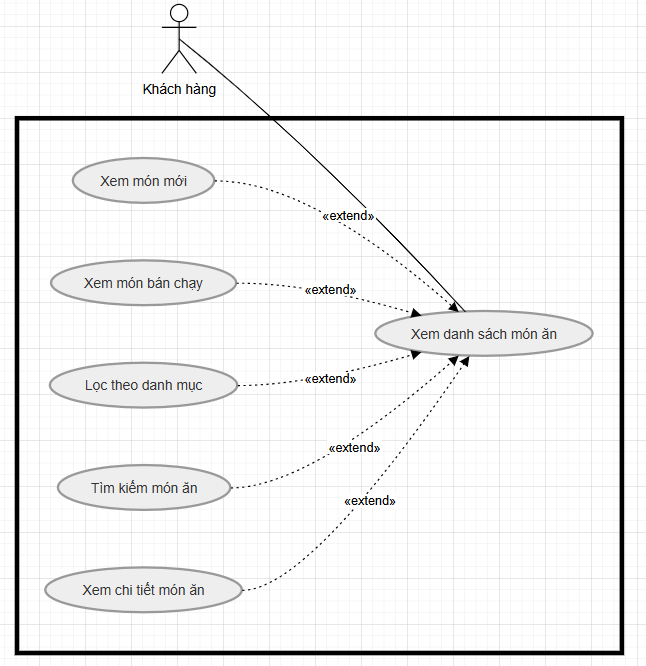 Khách hàng
Xem món mới
«extend»
Xem món bán chạy
«extend»
Xem danh sách món ăn
Lọc theo danh mục
«extend»
«extend»
Tìm kiếm món ăn
«extend»
Xem chi tiết món ăn